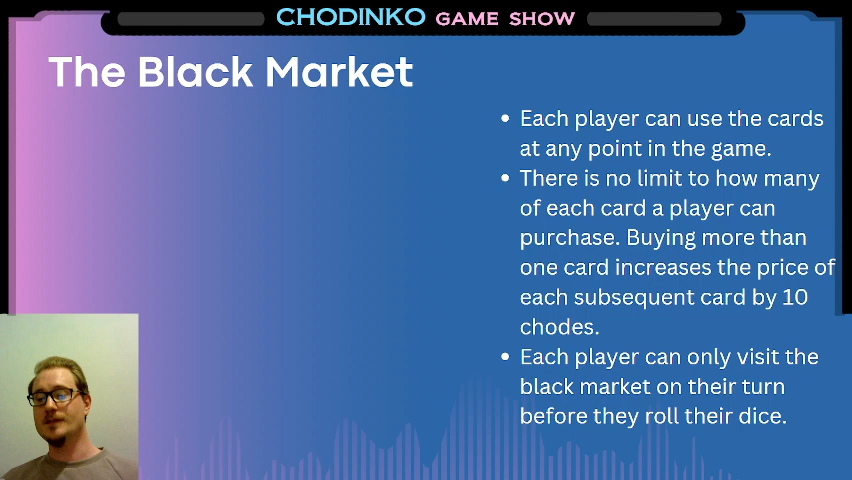 CHODINKO GAME SHOW
The Black Market
• Each player can use the cards
at any point in the game.
• There is no limit to how many
of each card a player can
purchase. Buying more than
one card increases the price of
each subsequent card by 10
chodes.
• Each player can only visit the
black market on their turn
before they roll their dice.